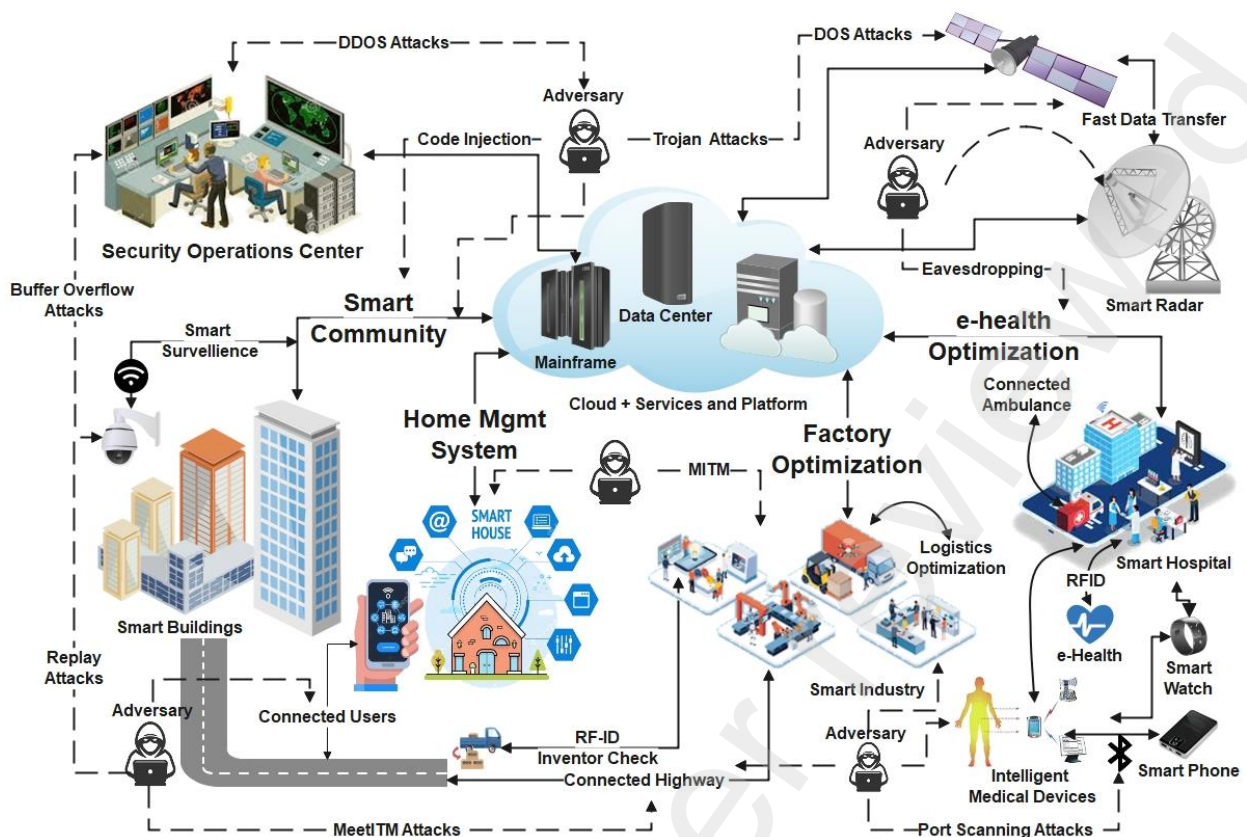 DDOS Attacks
DOS Attacks
Adversary
Code Injection
Trojan Attacks
Adversary
Fast Data Transfer
Security Operations Center
Eavesdropping
Buffer Overflow
Attacks
Smart Radar
Smart
Community
Data Center
Mainframe
Smart
Survellience
e-health
Optimization
Cloud + Services and Platform
Connected
Ambulance
Home Mgmt
System
Factory
Optimization
MITM
SMART
HOUSE
@
H
Logistics
Optimization
Smart Hospital
RFID
e-Health
Smart Buildings
Replay
Attacks
Smart
Watch
Smart Industry
Adversary
Connected Users
Adversary
RF-ID
Inventor Check
Connected Highway
Intelligent
Medical Devices
Smart Phone
MeetITM Attacks
Port Scanning Attacks
er
viewed